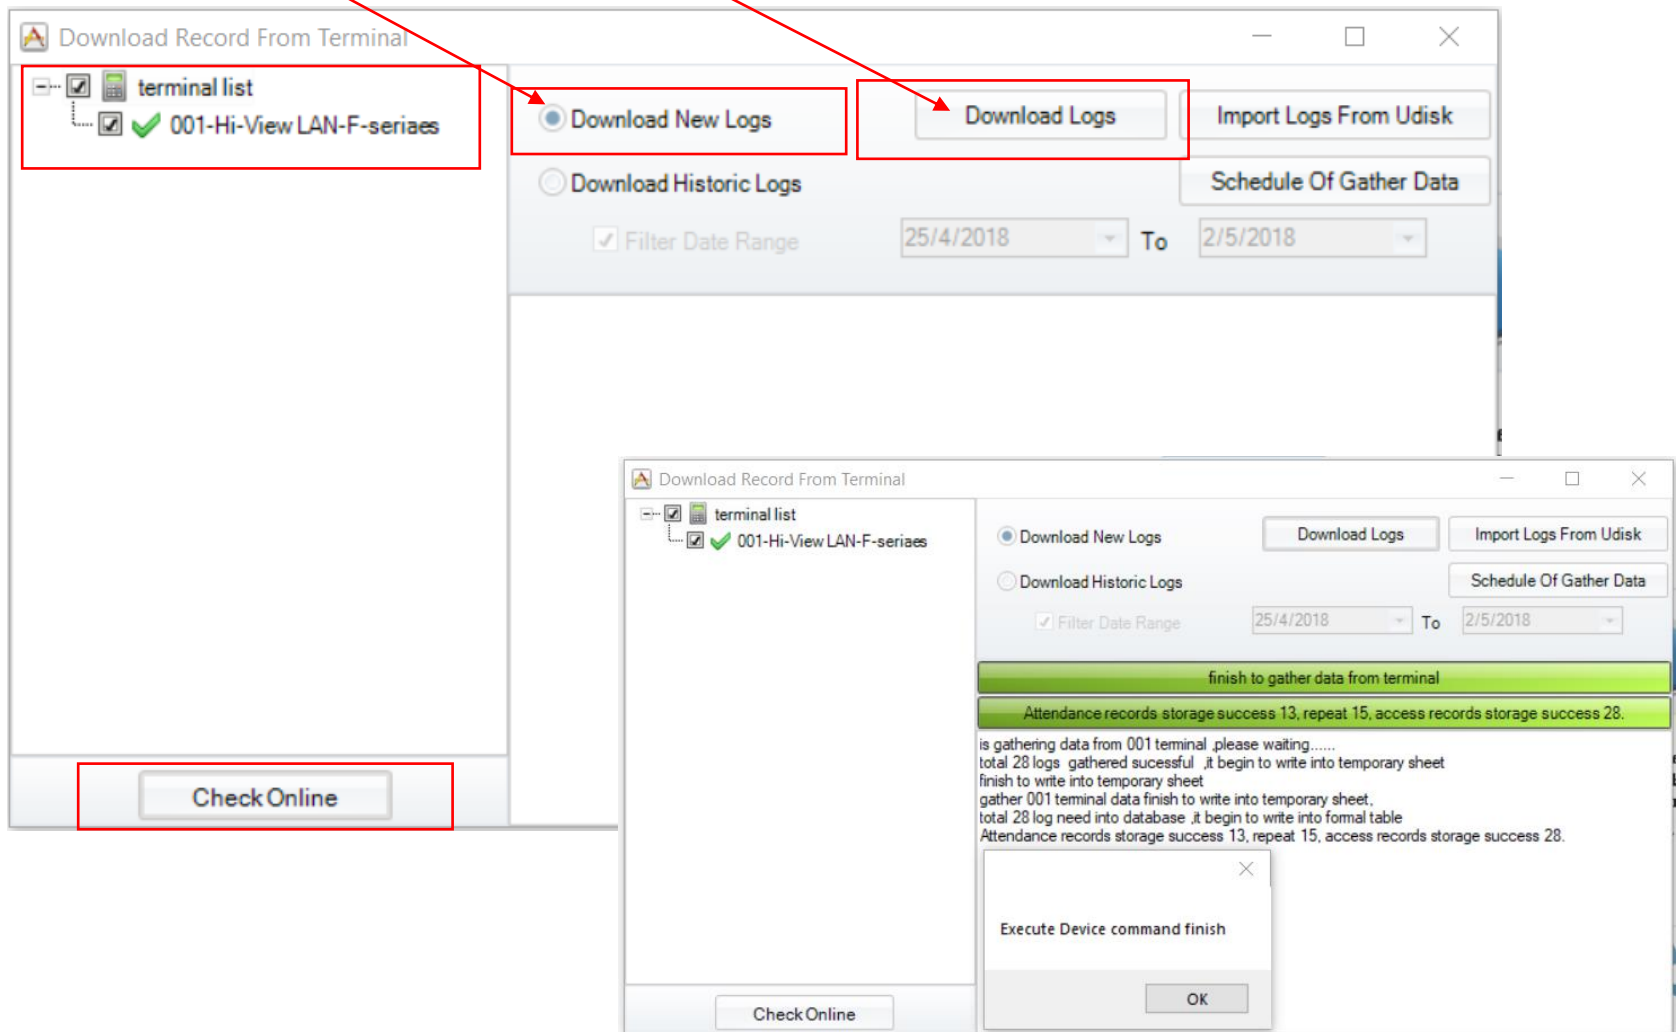 Download Record From Terminal
terminal list
001-Hi-View LAN-F-seriaes
Download New Logs
Download Logs
Import Logs From Udisk
Download Historic Logs
Schedule Of Gather Data
Filter Date Range
25/4/2018
To
2/5/2018
Check Online
Download Record From Terminal
terminal list
001-Hi-View LAN-F-seriaes
Download New Logs
Download Logs
Import Logs From Udisk
Download Historic Logs
Schedule Of Gather Data
Filter Date Range
25/4/2018
To
2/5/2018
finish to gather data from terminal
Attendance records storage success 13, repeat 15, access records storage success 28.
is gathering data from 001 terminal ,please waiting......
total 28 logs  gathered sucessful  ,it begin to write into temporary sheet
finish to write into temporary sheet
gather 001 terminal data finish to write into temporary sheet,
total 28 log need into database ,it begin to write into formal table
Attendance records storage success 13, repeat 15, access records storage success 28.
Execute Device command finish
OK
Check Online